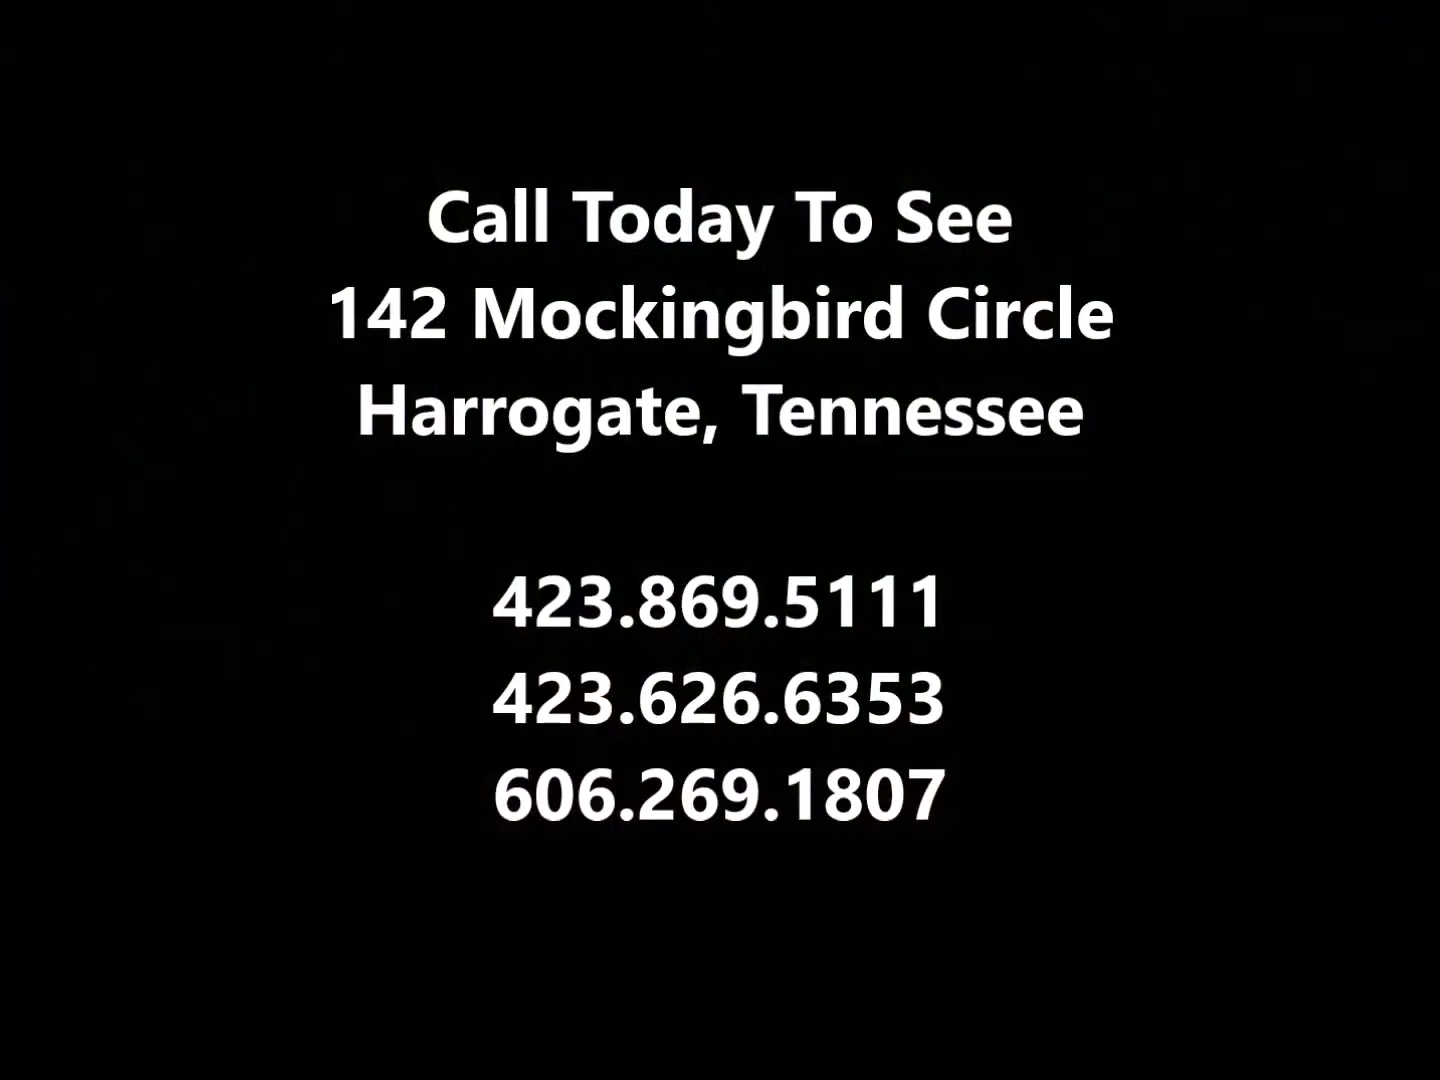 Call Today To See
142 Mockingbird Circle
Harrogate, Tennessee
423.869.5111
423.626.6353
606.269.1807